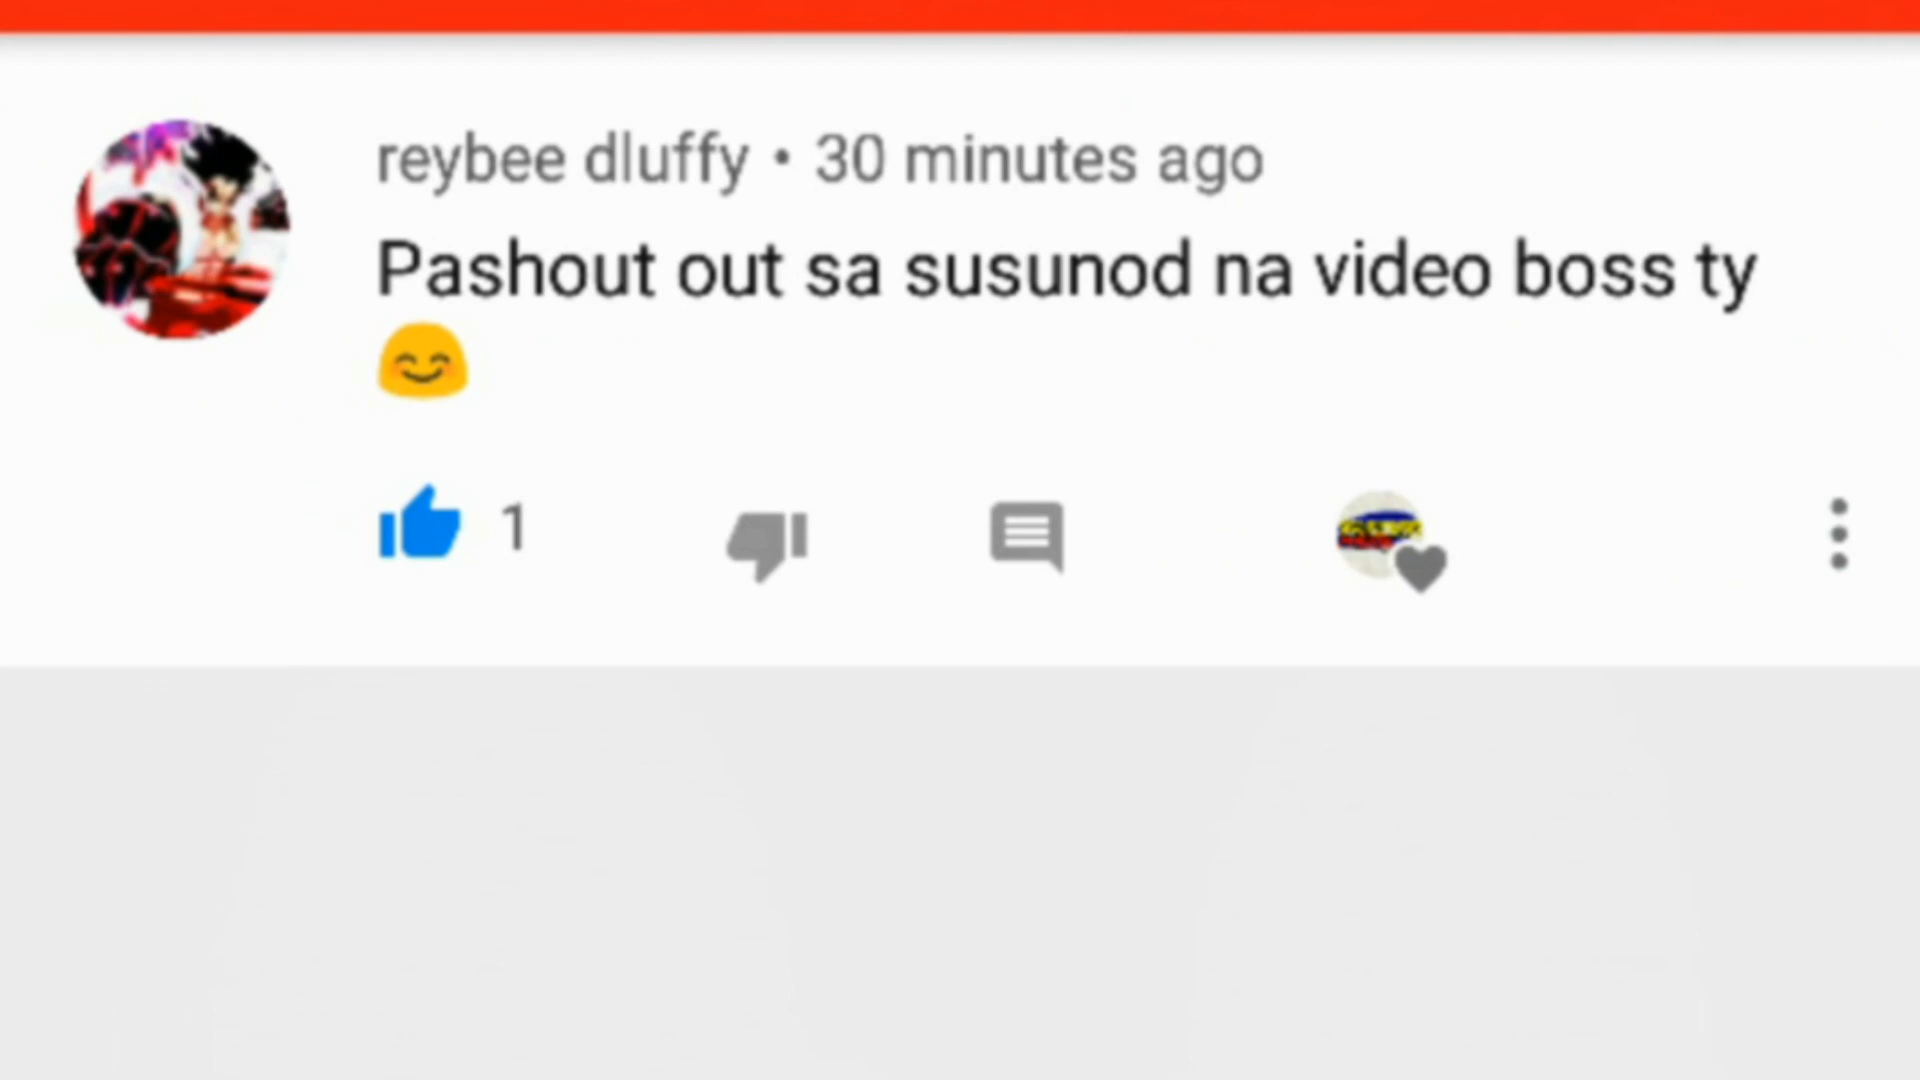 reybee dluffy • 30 minutes ago
Pashout out sa susunod na video boss ty
😊
1